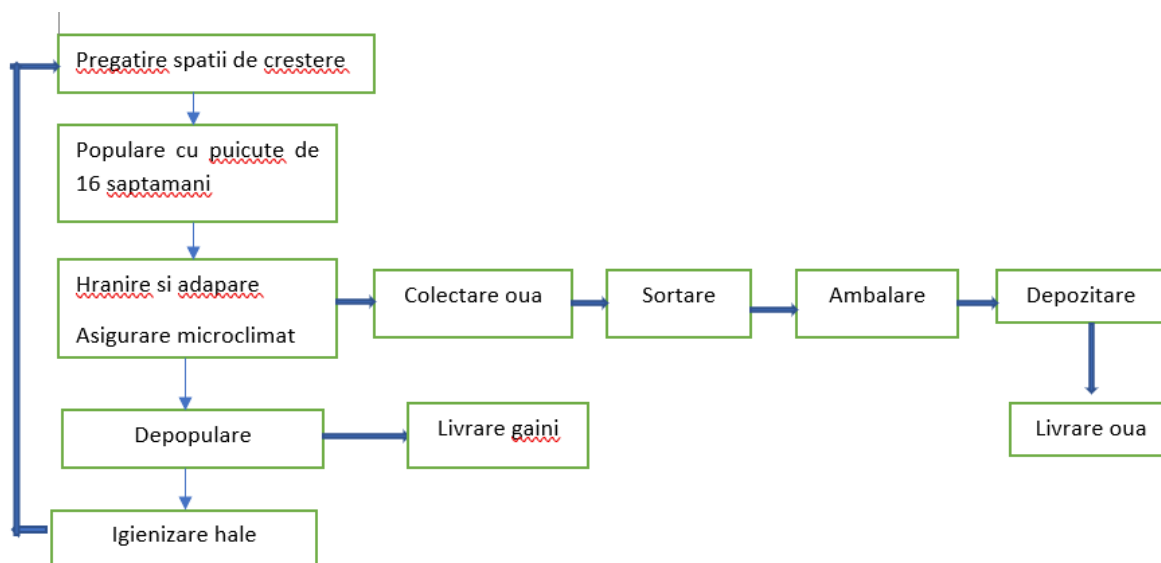 Pregatire spatii de crestere
Populare cu puicute de
16 saptamani
Hranire si adapare
Asigurare microclimat
Colectare oua
Sortare
Ambalare
Depozitare
Depopulare
Livrare gaini
Livrare oua
Igienizare hale